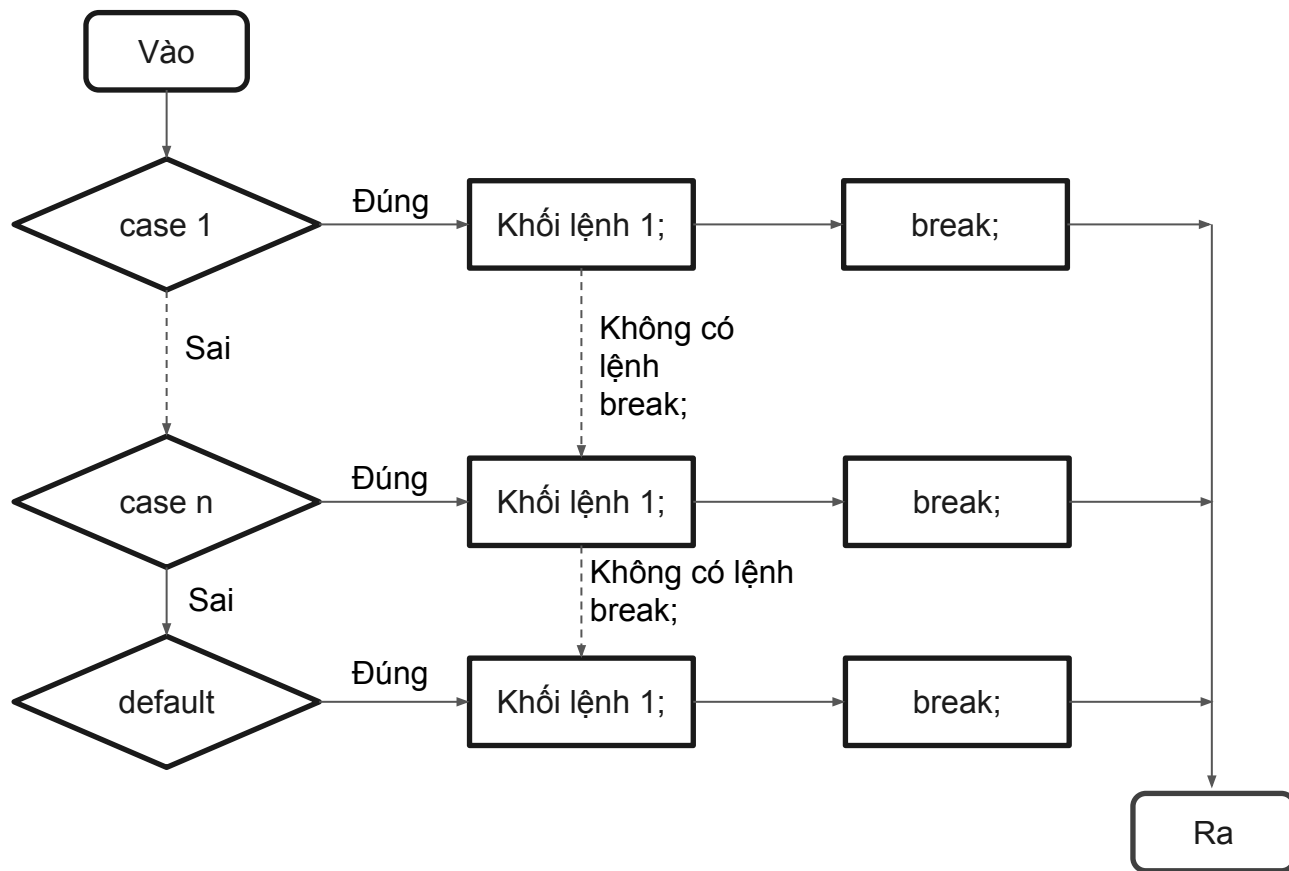 Vào
case 1
Đúng
Khối lệnh 1;
break;
Sai
Không có
lệnh
break;
case n
Đúng
Khối lệnh 1;
break;
Sai
Không có lệnh
break;
default
Đúng
Khối lệnh 1;
break;
Ra